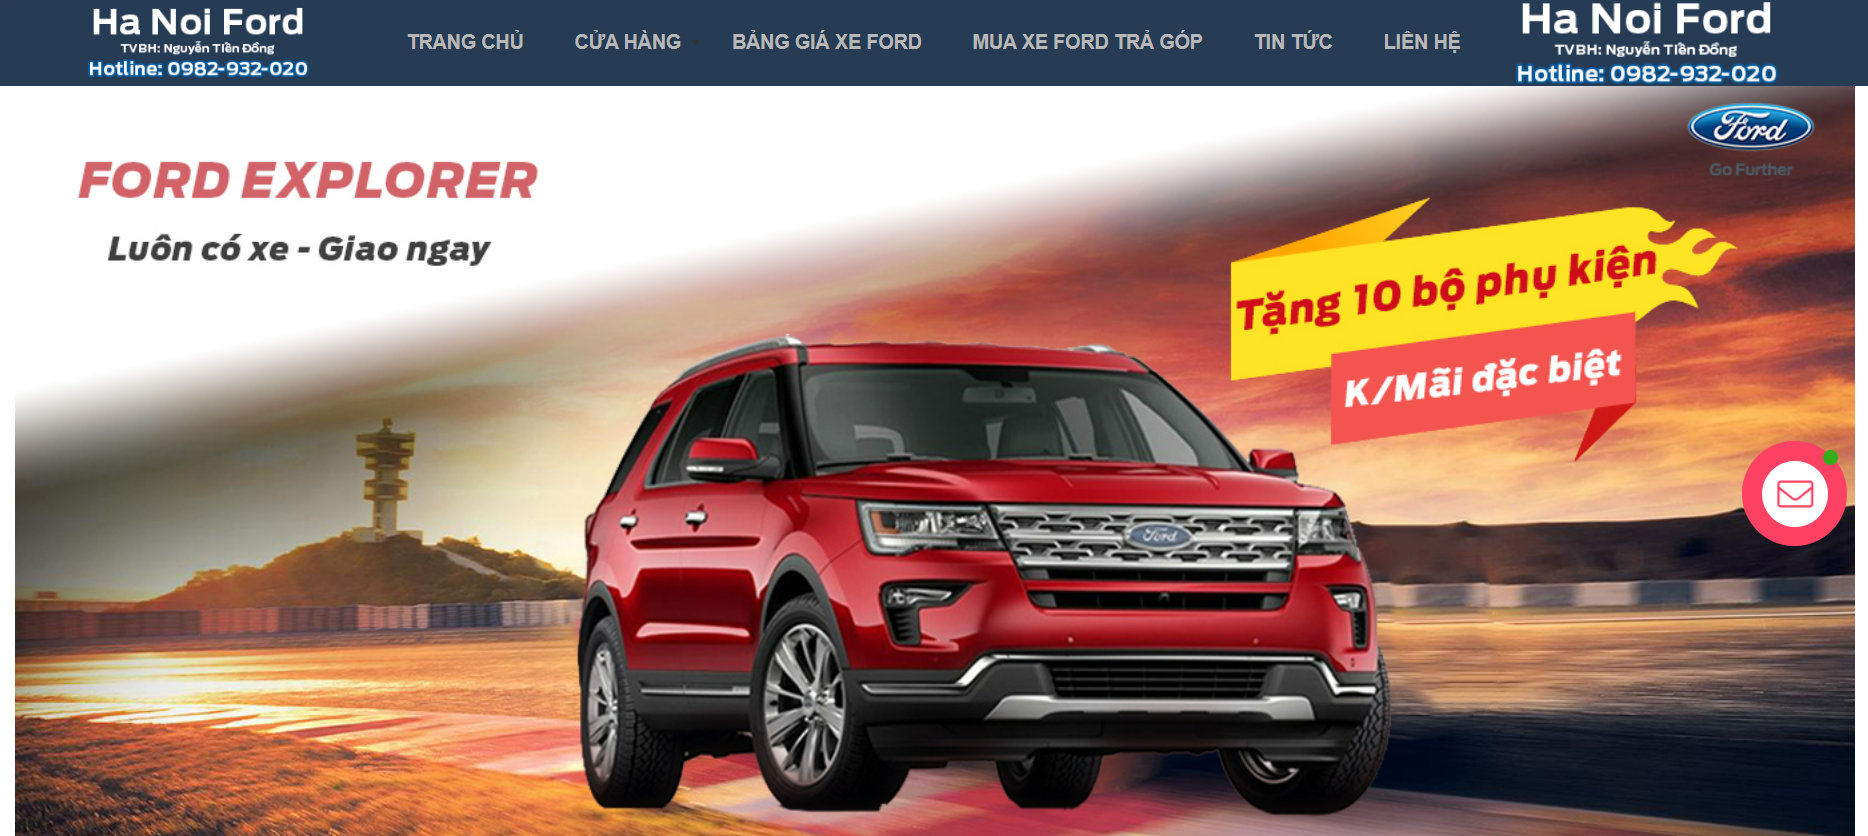 Ha Noi Ford
TVBH: Nguyễn Tiến Đồng
Hotline: 0982-932-020
TRANG CHỦ
CỬA HÀNG
BẢNG GIÁ XE FORD
MUA XE FORD TRẢ GÓP
TIN TỨC
LIÊN HỆ
Ha Noi Ford
TVBH: Nguyễn Tiến Đồng
Hotline: 0982-932-020
Ford
Go Further
FORD EXPLORER
Luôn có xe - Giao ngay
Tặng 10 bộ phụ kiện
K/Mãi đặc biệt
Ford